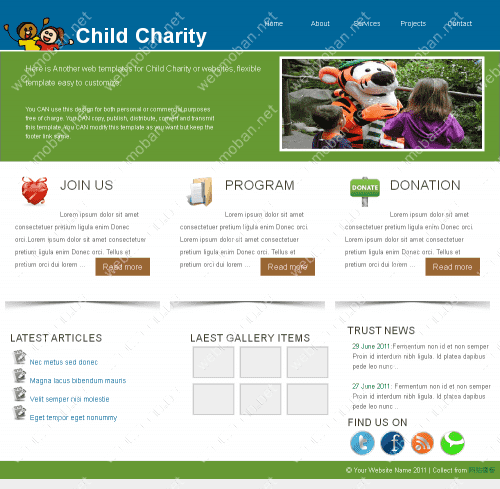 Child Charity
Home About Services Projects Contact
Here is Another web templates for Child Charity or websites, flexible
template easy to customize.
You CAN use this design for both personal or commercial purposes
free of charge. You CAN copy, publish, distribute, convert and transmit
this template. You CAN modify this template as you want but keep the
footer link same.
JOIN US
Lorem ipsum dolor sit amet
consectetuer pretium ligula enim Donec
orci. Lorem ipsum dolor sit amet consectetuw
pretium ligula enim Donec orci. Tellus et
pretium orci dui lorem ...
Read more
PROGRAM
Lorem ipsum dolor sit amet
consectetuer pretium ligula enim Donec orci.
orci. Lorem ipsum dolor sit amet consectetuer
pretium ligula enim Donec orci. Tellus et
pretium orci dui lorem ...
Read more
DONATE
DONATION
Lorem ipsum dolor sit amet
consectetuer pretium ligula enim Donec orci.
orci. Lorem ipsum dolor sit amet consectetuer
pretium ligula enim Donec orci. Tellus et
pretium orci dui lorem ...
Read more
LATEST ARTICLES
Nec metus sed donec
Magna lacus bibendum mauris
Velit semper nisi molestie
Eget tempor eget nonummy
LAEST GALLERY ITEMS
TRUST NEWS
29 June 2011: Fermentum non id et non semper
Proin id interdum nibh ligula. Id platea dapibus
pede leo nunc...
27 June 2011: Fermentum non id et non semper
Proin id interdum nibh ligula. Id platea dapibus
pede leo nunc...
FIND US ON
© Your Website Name 2011 | Collect from
webmoban.net